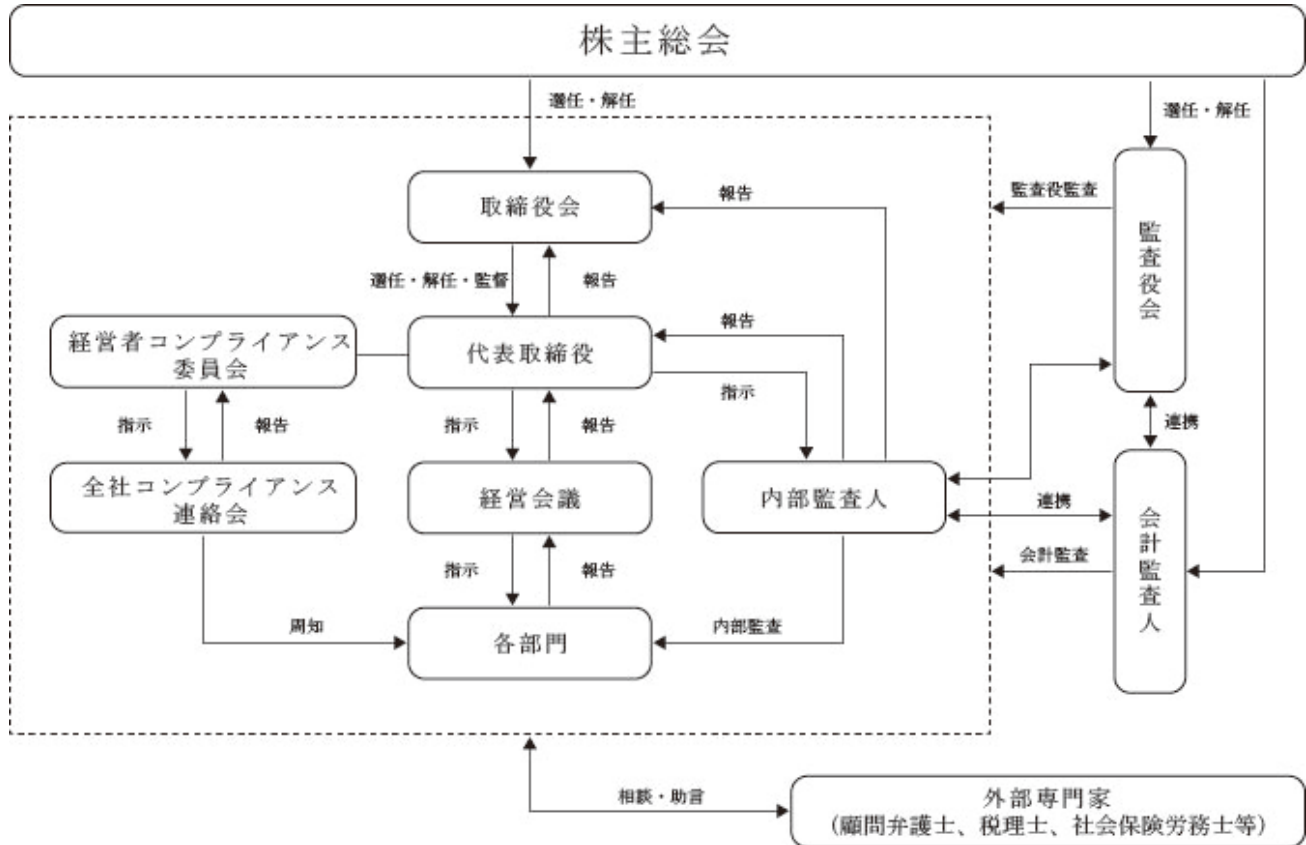 株主総会
選任・解任
選任・解任
取締役会
報告
監査役監査
監査役会
選任・解任・監督
報告
経営者コンプライアンス
委員会
代表取締役
報告
指示
指示
報告
指示
報告
連携
全社コンプライアンス
連絡会
経営会議
内部監査人
連携
会計監査人
会計監査
指示
報告
周知
各部門
内部監査
相談・助言
外部専門家
(顧問弁護士、税理士、社会保険労務士等)